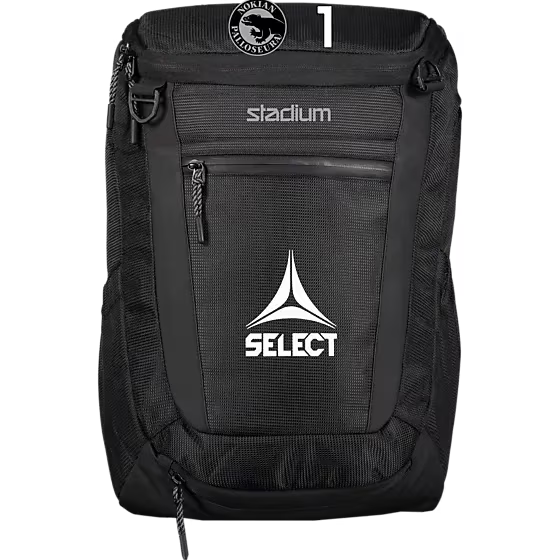 NOKIAN
PALLOSEURA
1
stadium
SELECT